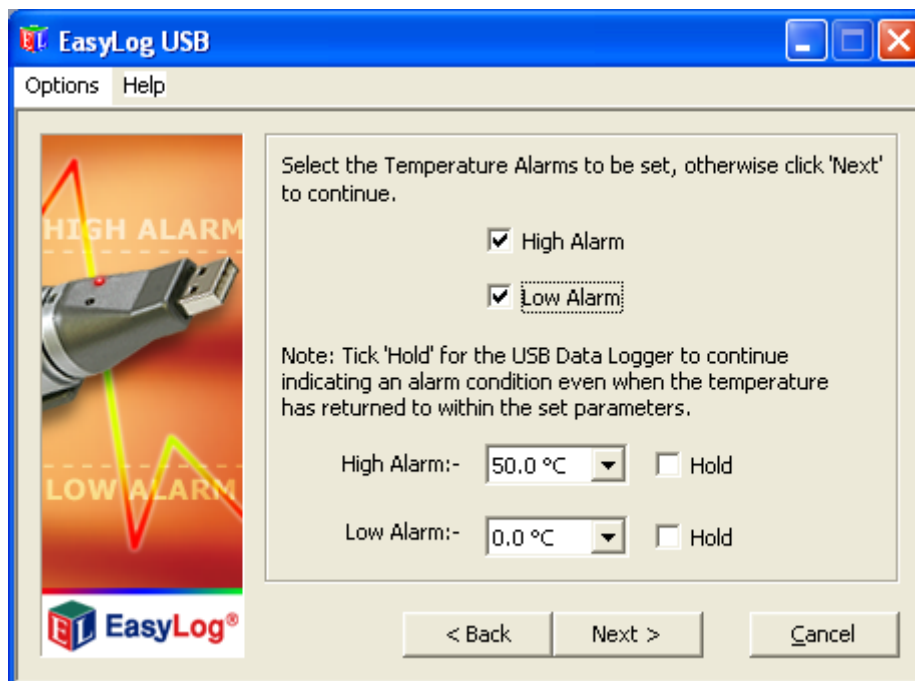 EasyLog USB
Options Help
HIGH ALARM
LOW ALARM
EL EasyLog®
Select the Temperature Alarms to be set, otherwise click 'Next'
to continue.
High Alarm
Low Alarm
Note: Tick 'Hold' for the USB Data Logger to continue
indicating an alarm condition even when the temperature
has returned to within the set parameters.
High Alarm:- 50.0 °C Hold
Low Alarm:- 0.0 °C Hold
< Back Next > Cancel